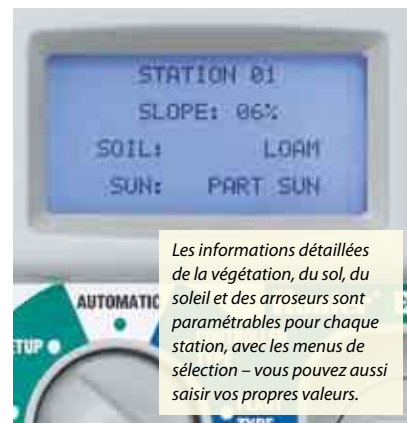 STATION 01
SLOPE: 06%
SOIL: LOAM
SUN: PART SUN
Les informations détaillées
de la végétation, du sol, du
soleil et des arroseurs sont
paramétrables pour chaque
station, avec les menus de
sélection – vous pouvez aussi
saisir vos propres valeurs.
AUTOMATIC
TYPE